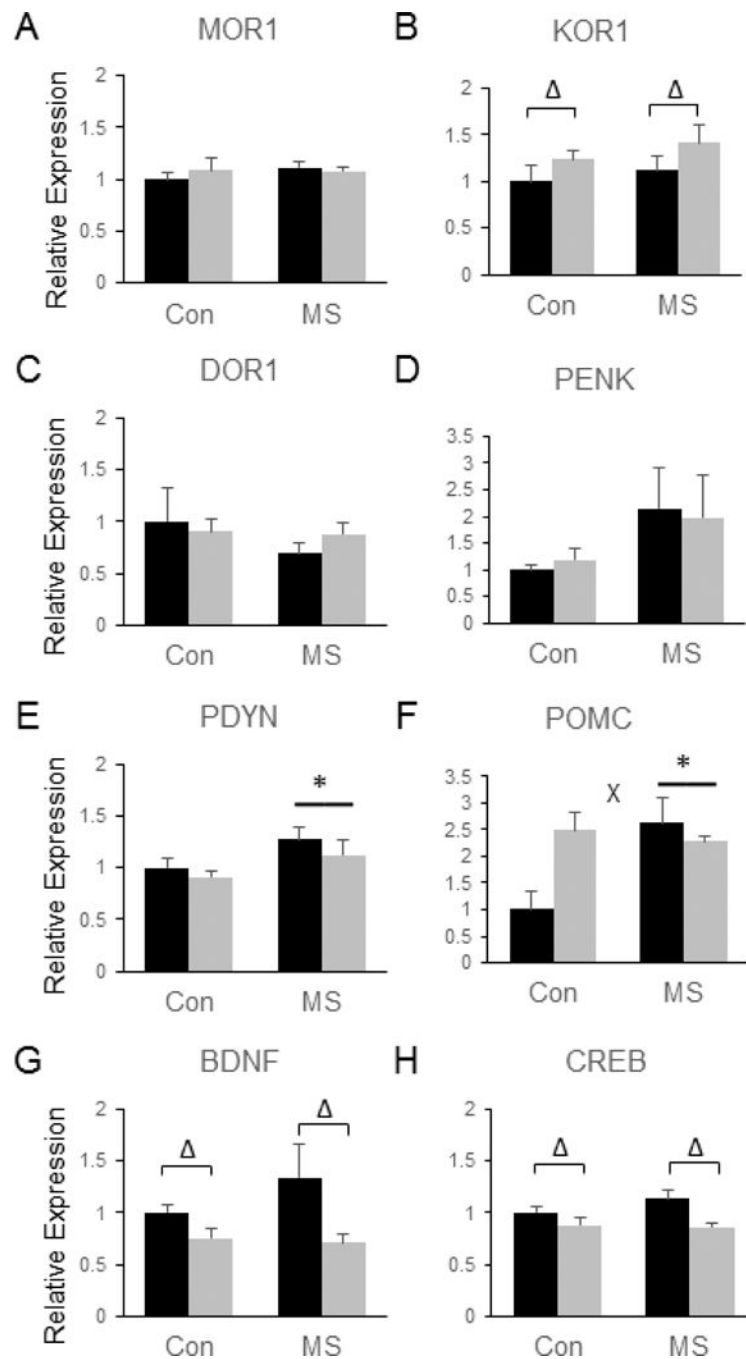 A MOR1
Relative Expression
2
1.5
1
0.5
0
Con MS
B KOR1
2
1.5
1
0.5
0
Δ Δ
Con MS
C DOR1
Relative Expression
2
1.5
1
0.5
0
Con MS
D PENK
3.5
3
2.5
2
1.5
1
0.5
0
Con MS
E PDYN
Relative Expression
2
1.5
1
0.5
0
*
Con MS
F POMC
3.5
3
2.5
2
1.5
1
0.5
0
X *
Con MS
G BDNF
Relative Expression
2
1.5
1
0.5
0
Δ Δ
Con MS
H CREB
2
1.5
1
0.5
0
Δ Δ
Con MS